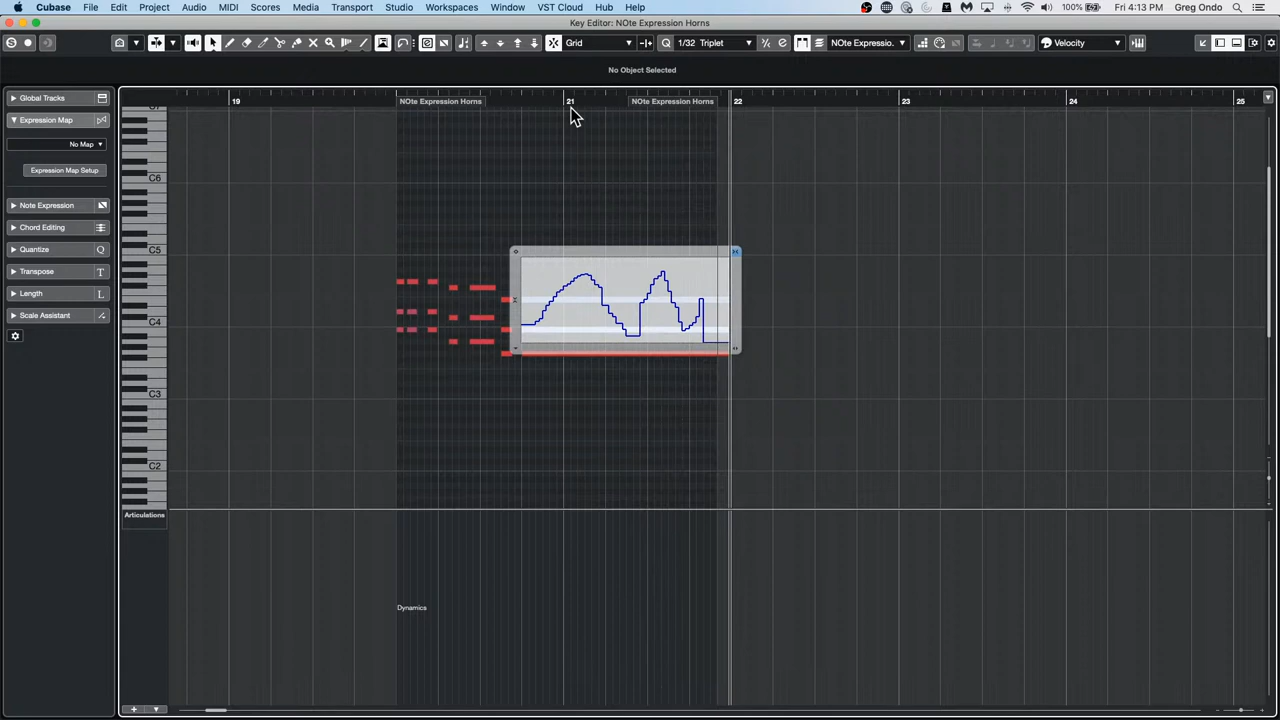 Cubase File Edit Project Audio MIDI Scores Media Transport Studio Workspaces Window VST Cloud Hub Help 100% Fri 4:13 PM Greg Ondo
Key Editor: NOte Expression Horns
Grid 1/32 Triplet NOte Expressio... Velocity
No Object Selected
Global Tracks
19 NOte Expression Horns 21 NOte Expression Horns 22 23 24 25
Expression Map
No Map
Expression Map Setup
C6
Note Expression
Chord Editing
Quantize Q
C5
Transpose T
Length L
Scale Assistant
C4
C3
C2
Articulations
Dynamics